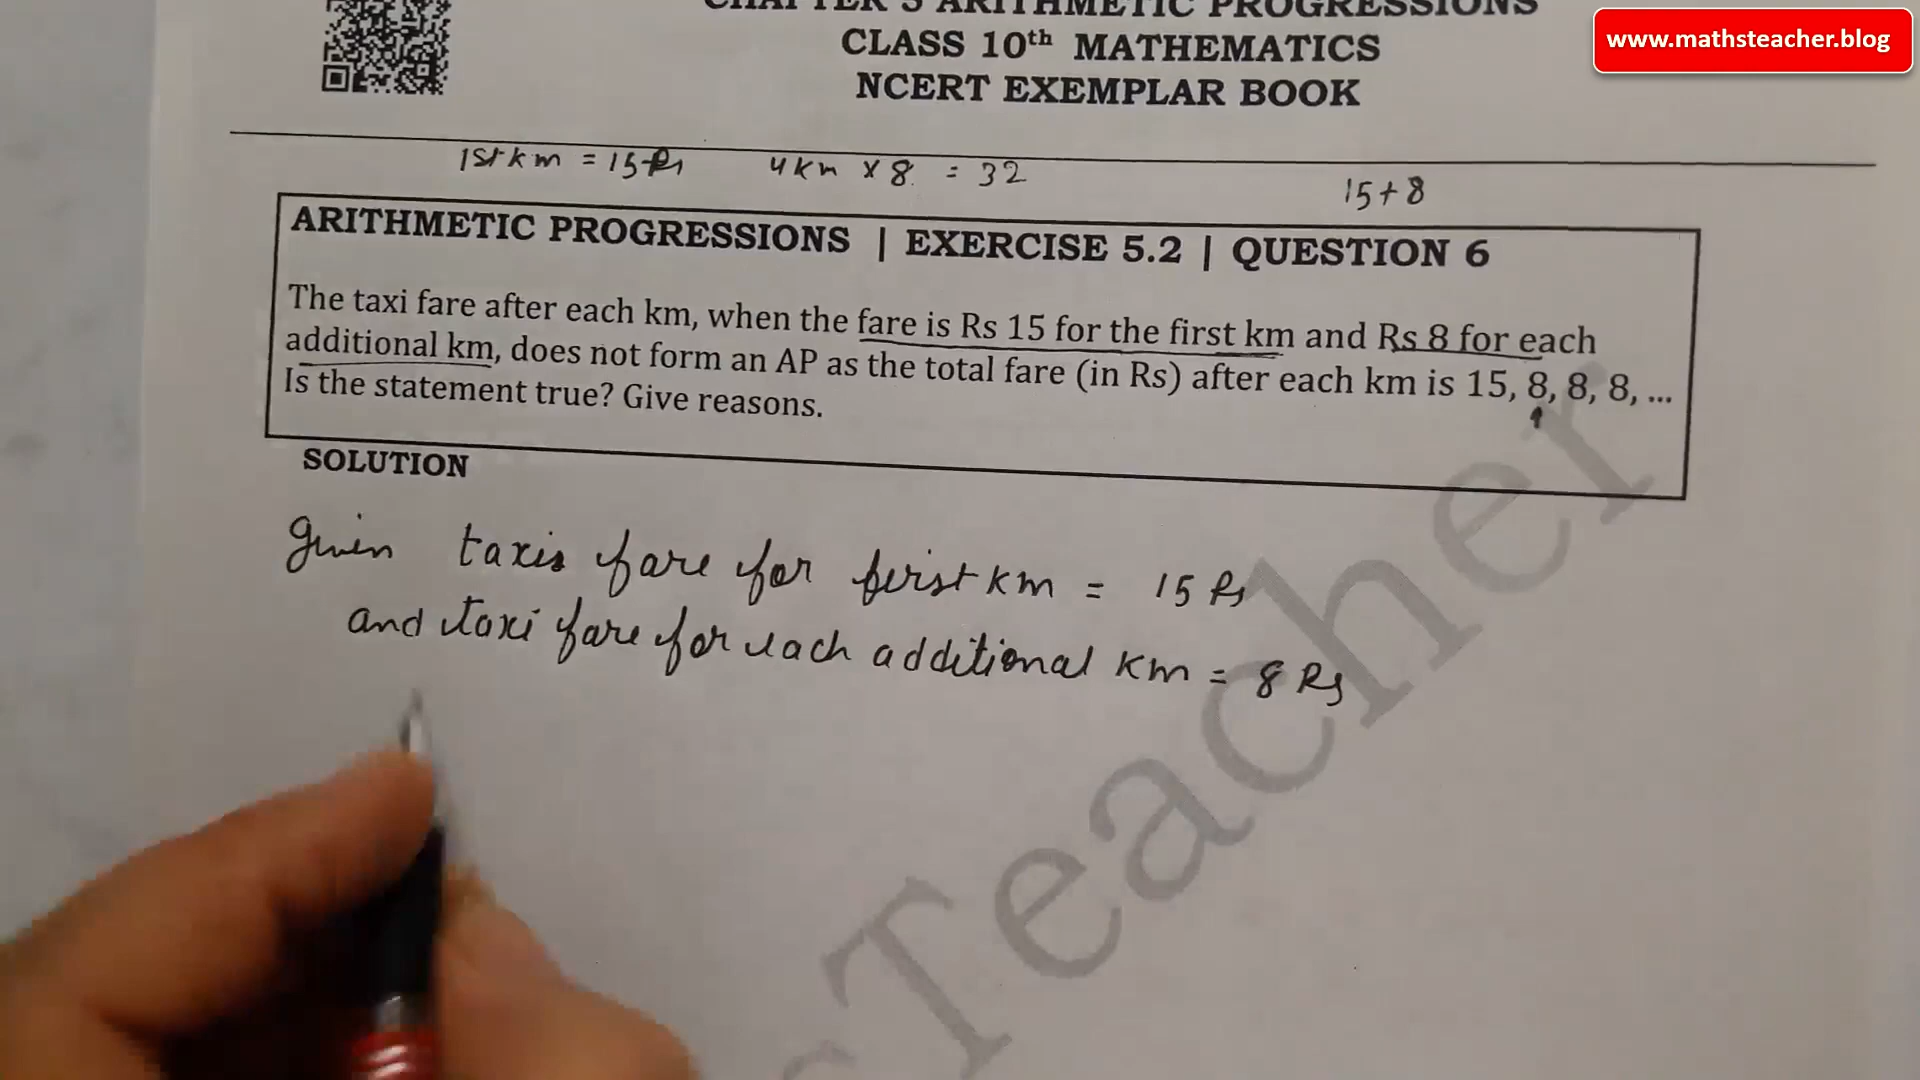 CHAPTER 5 ARITHMETIC PROGRESSIONS
www.mathsteacher.blog
CLASS 10th MATHEMATICS
NCERT EXEMPLAR BOOK
1st km = 15 Rs 4 km × 8 = 32 15+8
ARITHMETIC PROGRESSIONS | EXERCISE 5.2 | QUESTION 6
The taxi fare after each km, when the fare is Rs 15 for the first km and Rs 8 for each
additional km, does not form an AP as the total fare (in Rs) after each km is 15, 8, 8, 8, ...
Is the statement true? Give reasons.
SOLUTION
Given taxis fare for first km = 15 Rs
and taxi fare for each additional km = 8 Rs
Teacher